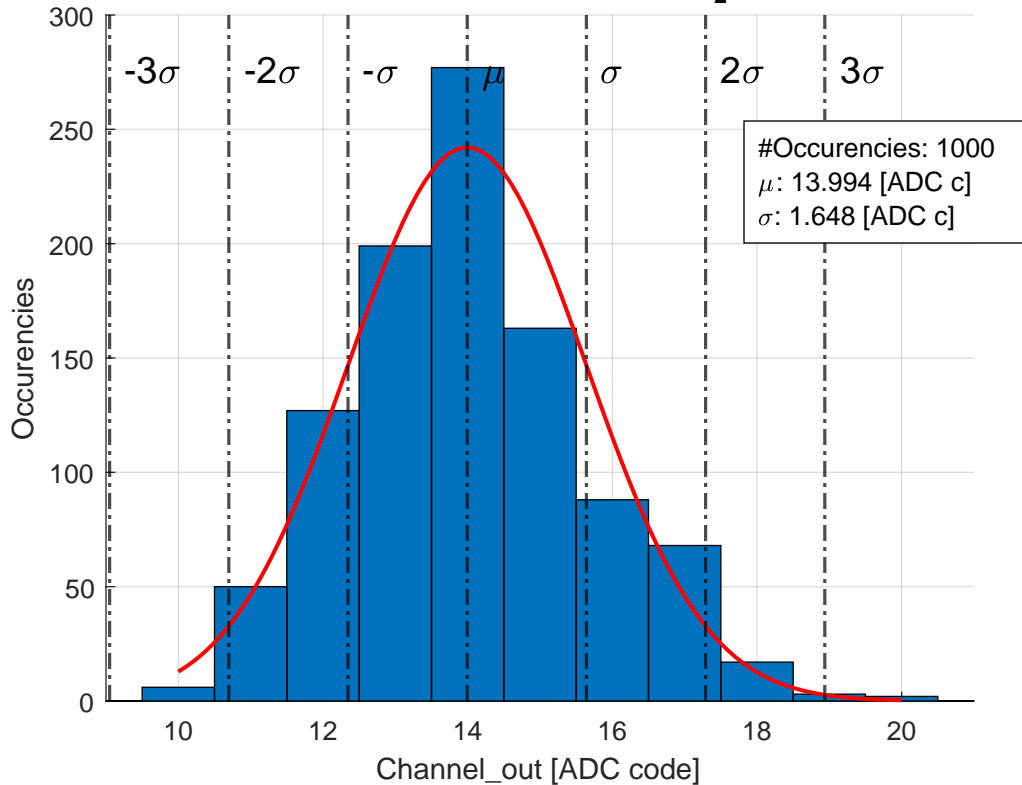 2
300
250
200
150
100
50
0
-3σ -2σ -σ μ σ 2σ 3σ
#Occurencies: 1000
μ: 13.994 [ADC c]
σ: 1.648 [ADC c]
Occurencies
10 12 14 16 18 20
Channel_out [ADC code]